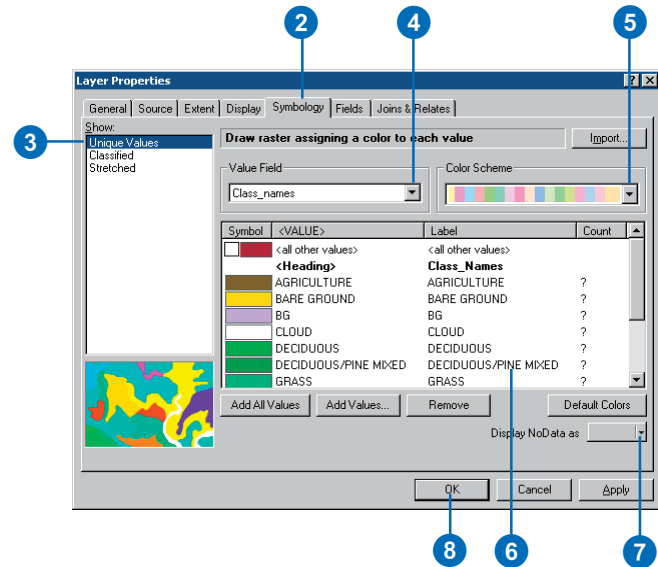 2
4
5
Layer Properties
General Source Extent Display Symbology Fields Joins & Relates
3
Show:
Unique Values
Classified
Stretched
Draw raster assigning a color to each value
Import...
Value Field
Color Scheme
Class_names
Symbol <VALUE> Label Count
<all other values> <all other values>
<Heading> Class_Names
AGRICULTURE AGRICULTURE ?
BARE GROUND BARE GROUND ?
BG BG ?
CLOUD CLOUD ?
DECIDUOUS DECIDUOUS ?
DECIDUOUS/PINE MIXED DECIDUOUS/PINE MIXED ?
GRASS GRASS ?
Add All Values Add Values... Remove Default Colors
Display NoData as
OK Cancel Apply
8
6
7